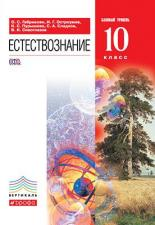 О. С. Габриелян, И. Г. Остроумов,
Н. С. Пурышева, С. А. Сладков,
В. И. Сивоглазов
БАЗОВЫЙ УРОВЕНЬ
ЕСТЕСТВОЗНАНИЕ
10
КЛАСС
ВЕРТИКАЛЬ
дрофа